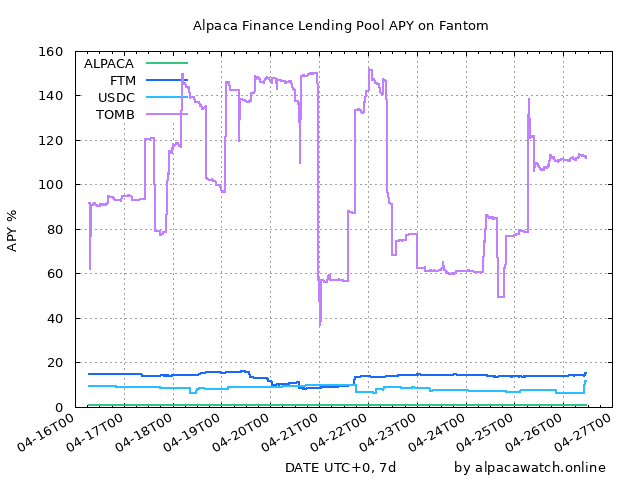 Alpaca Finance Lending Pool APY on Fantom
160
140
120
100
80
60
40
20
0
APY %
ALPACA
FTM
USDC
TOMB
04-16T00
04-17T00
04-18T00
04-19T00
04-20T00
04-21T00
04-22T00
04-23T00
04-24T00
04-25T00
04-26T00
04-27T00
DATE UTC+0, 7d
by alpacawatch.online